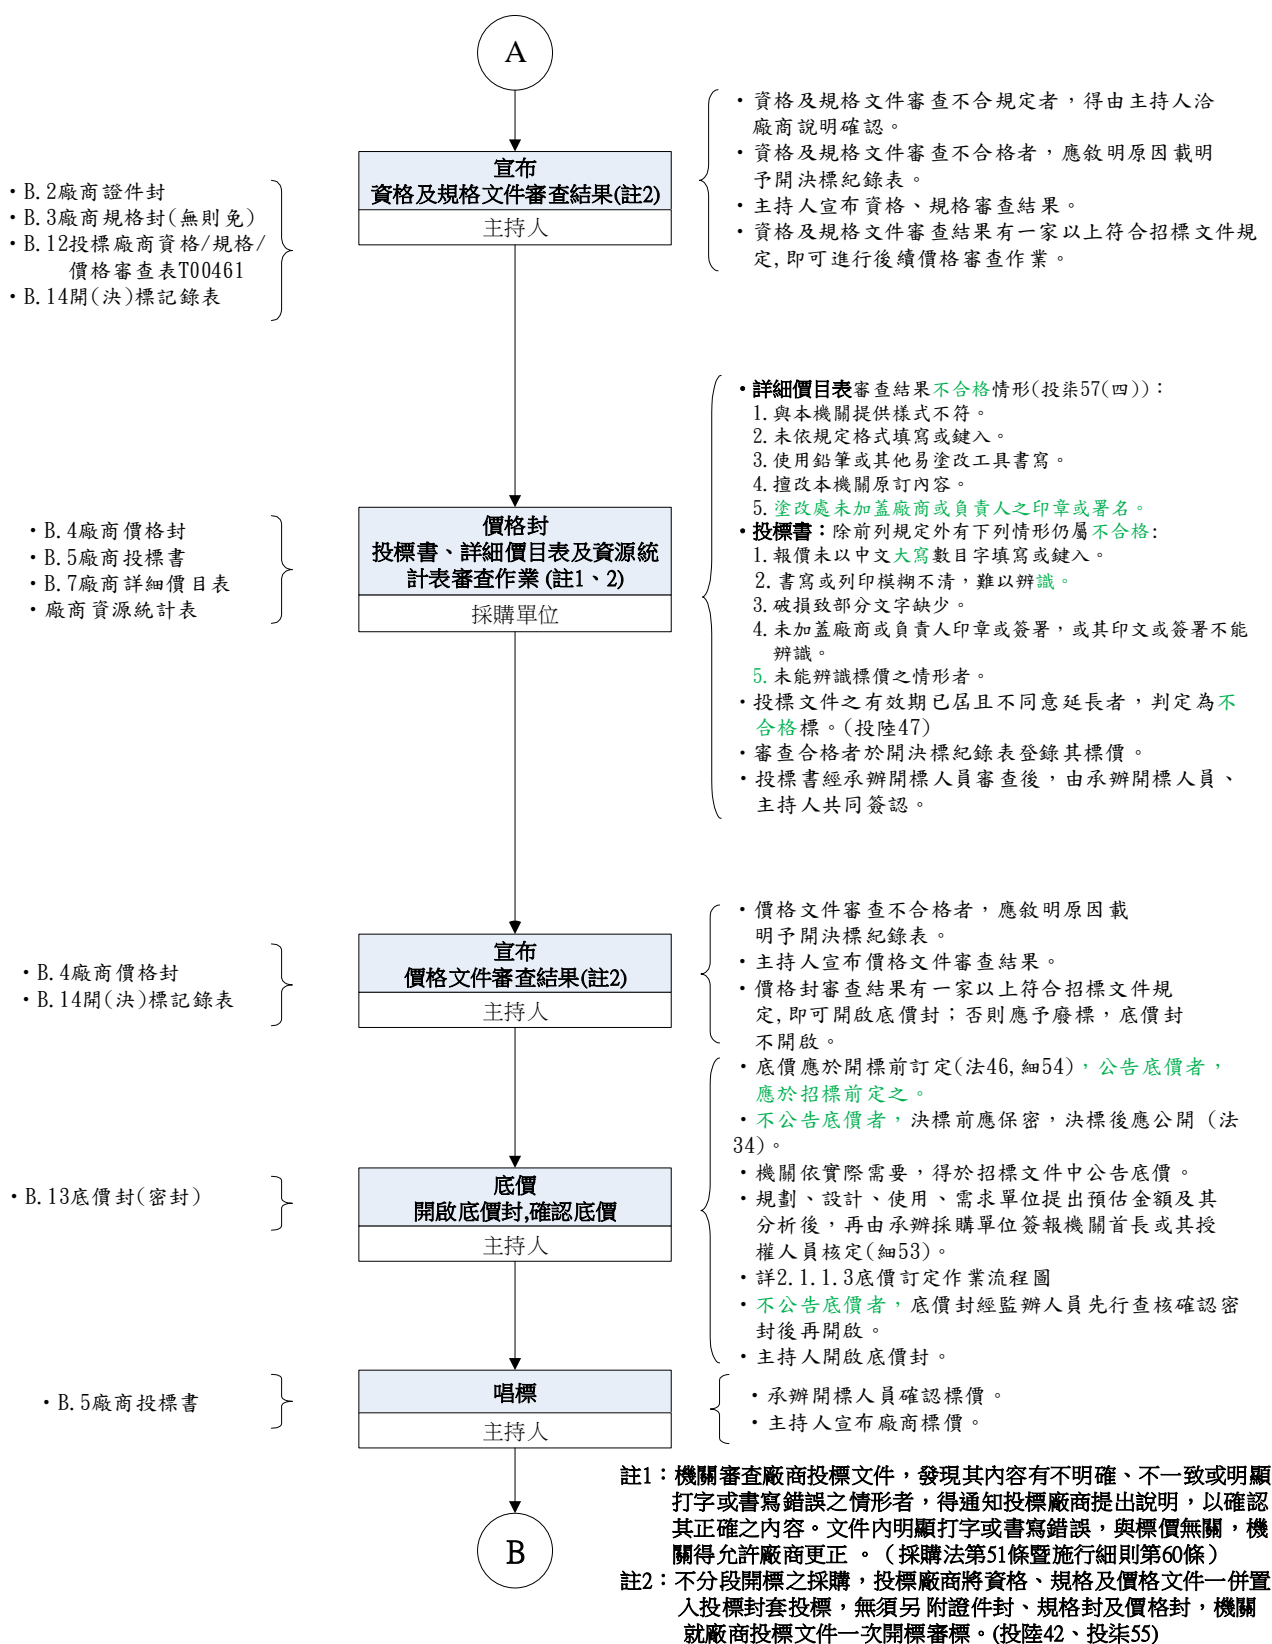 A
宣布
資格及規格文件審查結果(註2)
主持人
・B.2廠商證件封
・B.3廠商規格封(無則免)
・B.12投標廠商資格/規格/
價格審查表T00461
・B.14開(決)標記錄表
・資格及規格文件審查不合規定者，得由主持人洽
廠商說明確認。
・資格及規格文件審查不合格者，應敘明原因載明
予開決標紀錄表。
・主持人宣布資格、規格審查結果。
・資格及規格文件審查結果有一家以上符合招標文件規
定,即可進行後續價格審查作業。
價格封
投標書、詳細價目表及資源統
計表審查作業 (註1、2)
採購單位
・B.4廠商價格封
・B.5廠商投標書
・B.7廠商詳細價目表
・廠商資源統計表
・詳細價目表審查結果不合格情形(投柒57(四))：
1.與本機關提供樣式不符。
2.未依規定格式填寫或鍵入。
3.使用鉛筆或其他易塗改工具書寫。
4.擅改本機關原訂內容。
5.塗改處未加蓋廠商或負責人之印章或署名。
・投標書：除前列規定外有下列情形仍屬不合格:
1.報價未以中文大寫數目字填寫或鍵入。
2.書寫或列印模糊不清，難以辨識。
3.破損致部分文字缺少。
4.未加蓋廠商或負責人印章或簽署，或其印文或簽署不能
辨識。
5.未能辨識標價之情形者。
・投標文件之有效期已屆且不同意延長者，判定為不
合格標。(投陸47)
・審查合格者於開決標紀錄表登錄其標價。
・投標書經承辦開標人員審查後，由承辦開標人員、
主持人共同簽認。
宣布
價格文件審查結果(註2)
主持人
・B.4廠商價格封
・B.14開(決)標記錄表
・價格文件審查不合格者，應敘明原因載
明予開決標紀錄表。
・主持人宣布價格文件審查結果。
・價格封審查結果有一家以上符合招標文件規
定,即可開啟底價封；否則應予廢標，底價封
不開啟。
底價
開啟底價封,確認底價
主持人
・B.13底價封(密封)
・底價應於開標前訂定(法46,細54)，公告底價者，
應於招標前定之。
・不公告底價者，決標前應保密，決標後應公開 (法
34)。
・機關依實際需要，得於招標文件中公告底價。
・規劃、設計、使用、需求單位提出預估金額及其
分析後，再由承辦採購單位簽報機關首長或其授
權人員核定(細53)。
・詳2.1.1.3底價訂定作業流程圖
・不公告底價者，底價封經監辦人員先行查核確認密
封後再開啟。
・主持人開啟底價封。
唱標
主持人
・B.5廠商投標書
・承辦開標人員確認標價。
・主持人宣布廠商標價。
B
註1：機關審查廠商投標文件，發現其內容有不明確、不一致或明顯
打字或書寫錯誤之情形者，得通知投標廠商提出說明，以確認
其正確之內容。文件內明顯打字或書寫錯誤，與標價無關，機
關得允許廠商更正 。（ 採購法第51條暨施行細則第60條）
註2：不分段開標之採購，投標廠商將資格、規格及價格文件一併置
入投標封套投標，無須另附證件封、規格封及價格封，機關
就廠商投標文件一次開標審標。(投陸42、投柒55)